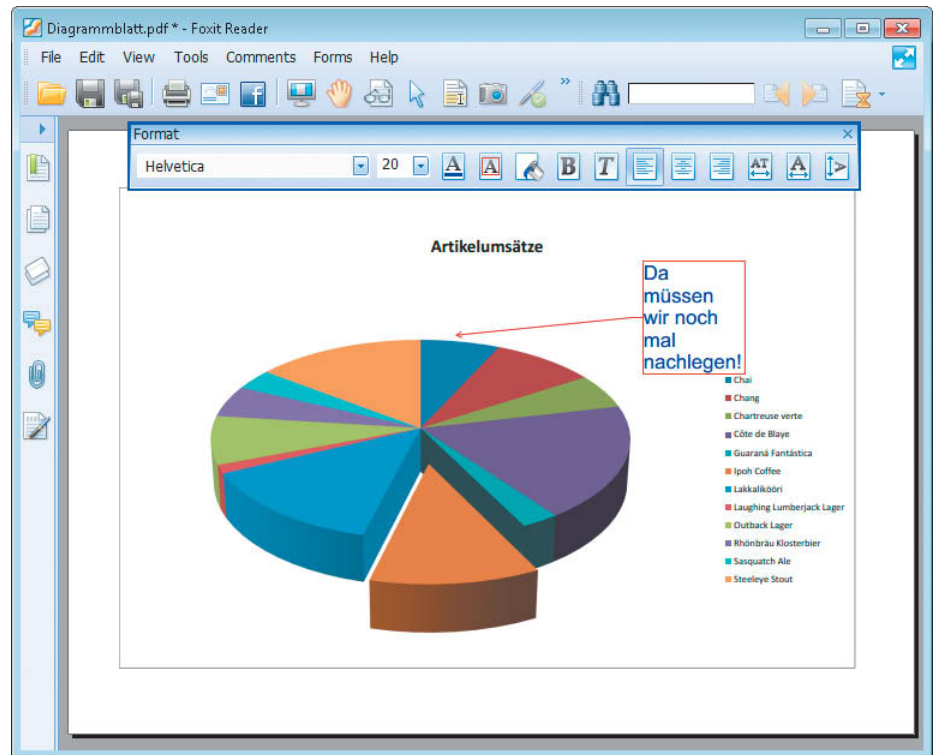 Diagrammblatt.pdf * - Foxit Reader
File Edit View Tools Comments Forms Help
Format
Helvetica 20
Artikelumsätze
Da
müssen
wir noch
mal
nachlegen!
Chai
Chang
Chartreuse verte
Côte de Blaye
Guaraná Fantástica
Ipoh Coffee
Lakkalikööri
Laughing Lumberjack Lager
Outback Lager
Rhönbräu Klosterbier
Sasquatch Ale
Steeleye Stout